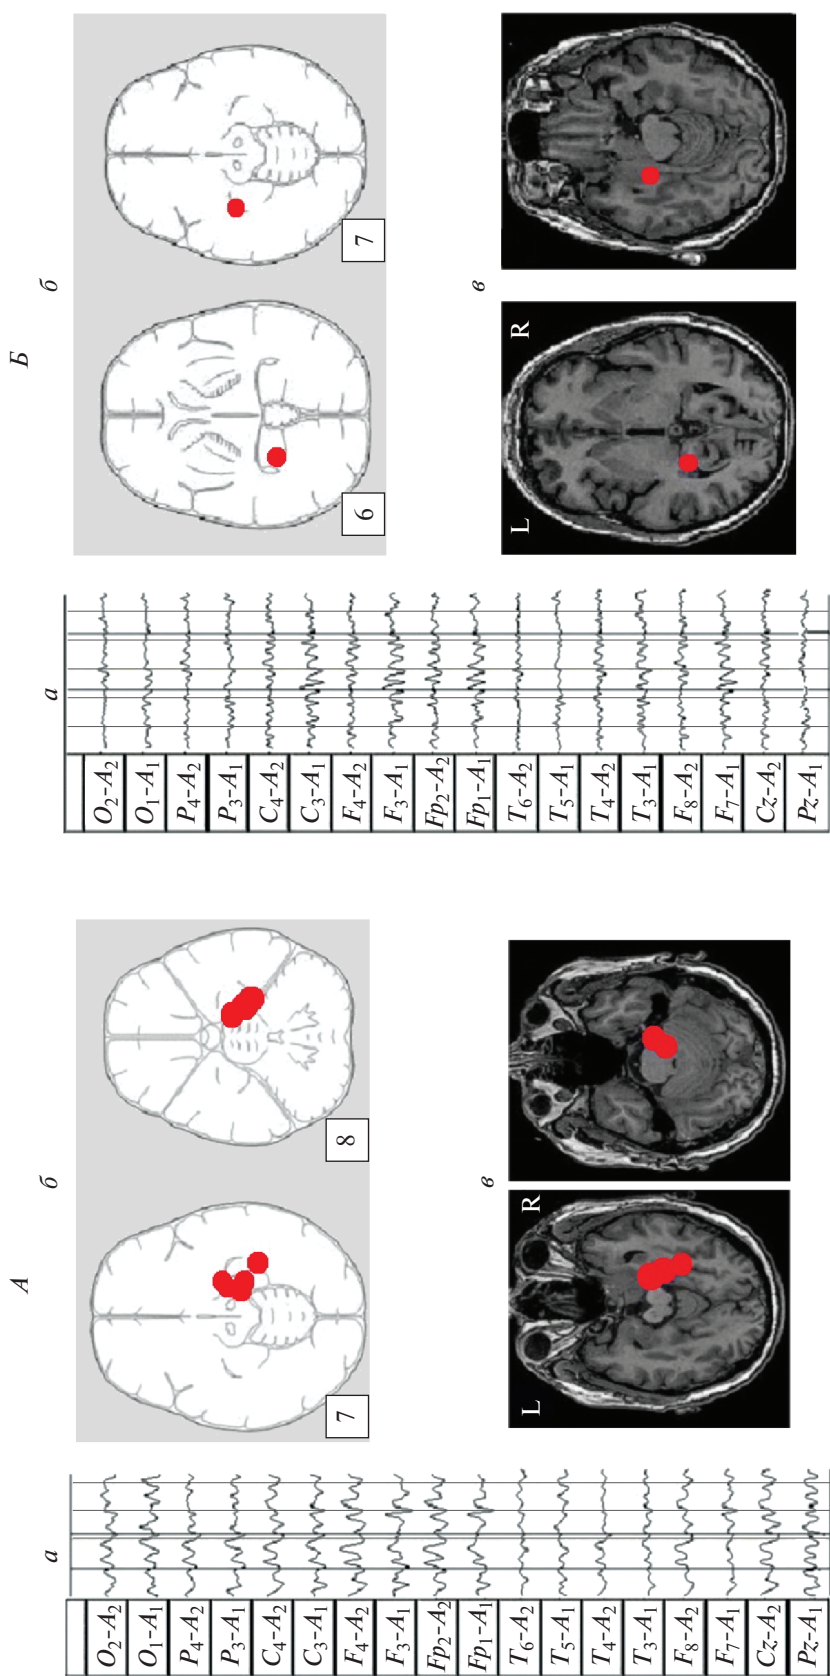 А
а
O2-A2
O1-A1
P4-A2
P3-A1
C4-A2
C3-A1
F4-A2
F3-A1
Fp2-A2
Fp1-A1
T6-A2
T5-A1
T4-A2
T3-A1
F8-A2
F7-A1
Cz-A2
Pz-A1
б
7
8
в
L
R
Б
а
O2-A2
O1-A1
P4-A2
P3-A1
C4-A2
C3-A1
F4-A2
F3-A1
Fp2-A2
Fp1-A1
T6-A2
T5-A1
T4-A2
T3-A1
F8-A2
F7-A1
Cz-A2
Pz-A1
б
6
7
в
L
R